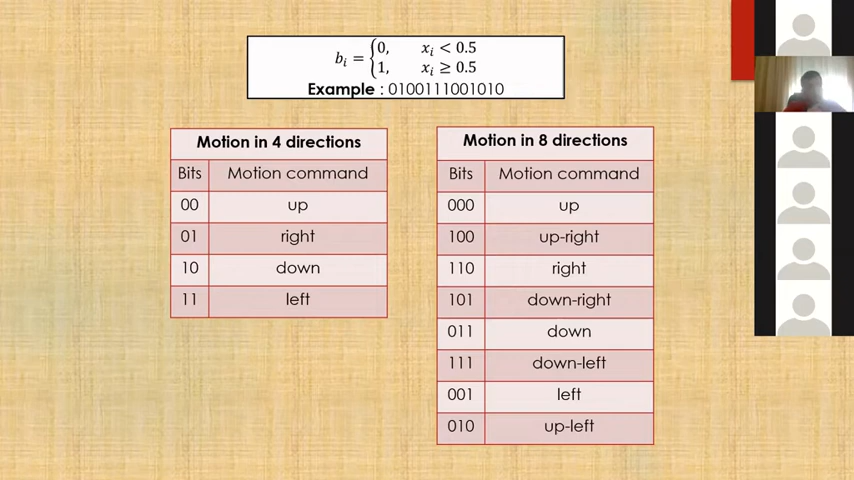 bᵢ = {0, xᵢ < 0.5
1, xᵢ ≥ 0.5
Example : 0100111001010
Motion in 4 directions
Bits Motion command
00 up
01 right
10 down
11 left
Motion in 8 directions
Bits Motion command
000 up
100 up-right
110 right
101 down-right
011 down
111 down-left
001 left
010 up-left